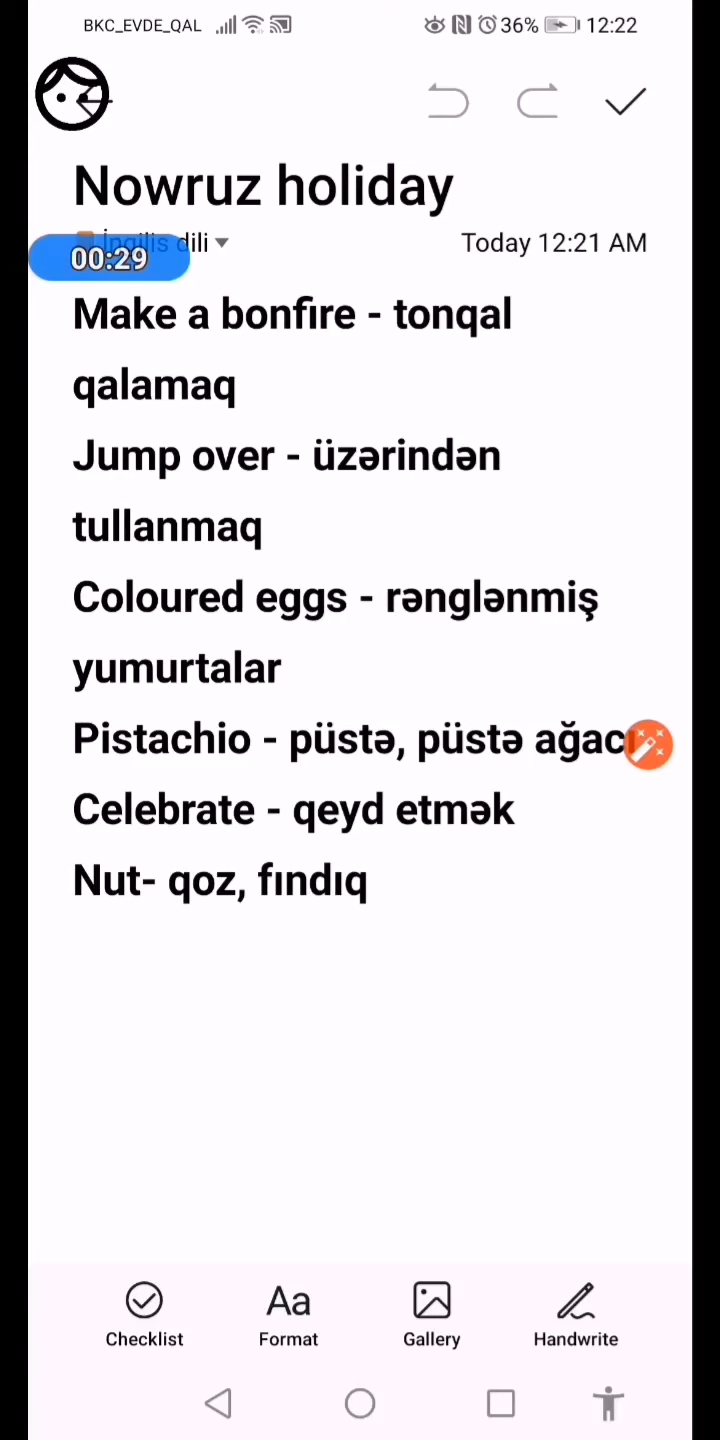 BKC_EVDE_QAL 36% 12:22
Nowruz holiday
İngilis dili Today 12:21 AM
00:29
Make a bonfire - tonqal
qalamaq
Jump over - üzərindən
tullanmaq
Coloured eggs - rənglənmiş
yumurtalar
Pistachio - püstə, püstə ağacı
Celebrate - qeyd etmək
Nut- qoz, fındıq
Checklist Format Gallery Handwrite
Aa